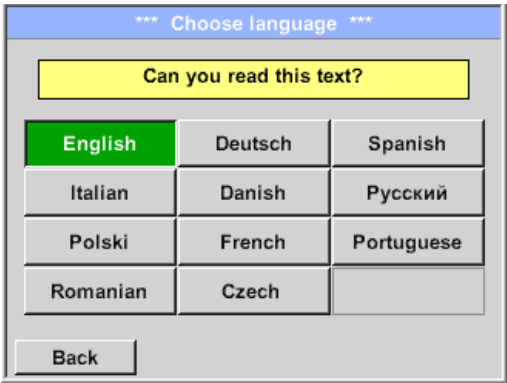 *** Choose language ***
Can you read this text?
English Deutsch Spanish
Italian Danish Русский
Polski French Portuguese
Romanian Czech
Back